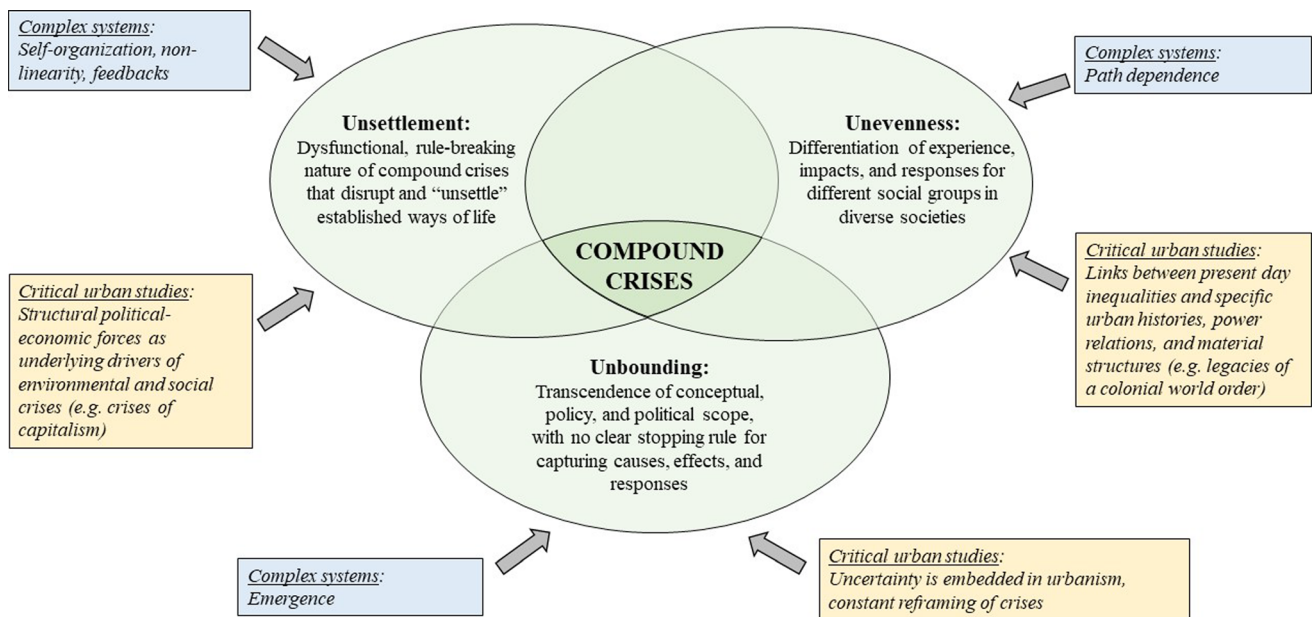 Complex systems:
Self-organization, non-
linearity, feedbacks
Complex systems:
Path dependence
Unsettlement:
Dysfunctional, rule-breaking
nature of compound crises
that disrupt and “unsettle”
established ways of life
Unevenness:
Differentiation of experience,
impacts, and responses for
different social groups in
diverse societies
COMPOUND
CRISES
Critical urban studies:
Structural political-
economic forces as
underlying drivers of
environmental and social
crises (e.g. crises of
capitalism)
Critical urban studies:
Links between present day
inequalities and specific
urban histories, power
relations, and material
structures (e.g. legacies of
a colonial world order)
Unbounding:
Transcendence of conceptual,
policy, and political scope,
with no clear stopping rule for
capturing causes, effects, and
responses
Complex systems:
Emergence
Critical urban studies:
Uncertainty is embedded in urbanism,
constant reframing of crises